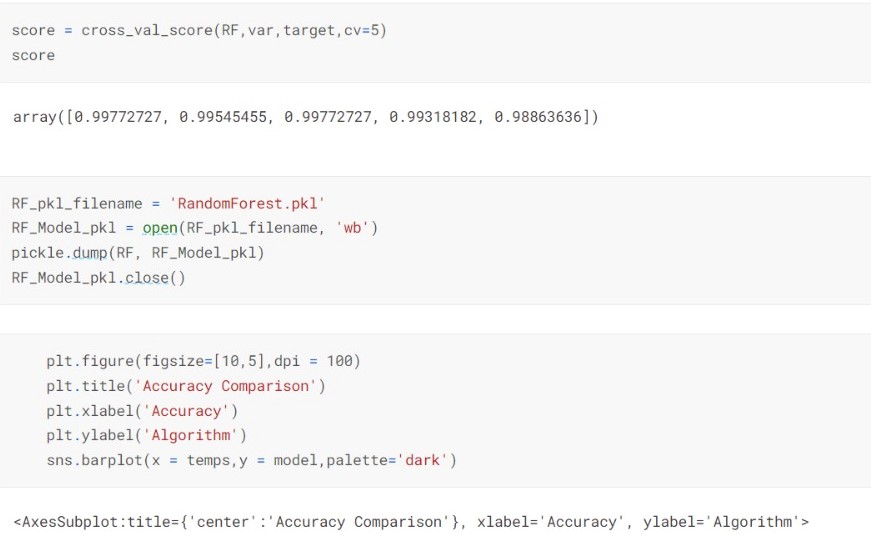 score = cross_val_score(RF,var,target,cv=5)
score
array([0.99772727, 0.99545455, 0.99772727, 0.99318182, 0.98863636])
RF_pkl_filename = 'RandomForest.pkl'
RF_Model_pkl = open(RF_pkl_filename, 'wb')
pickle.dump(RF, RF_Model_pkl)
RF_Model_pkl.close()
plt.figure(figsize=[10,5],dpi = 100)
plt.title('Accuracy Comparison')
plt.xlabel('Accuracy')
plt.ylabel('Algorithm')
sns.barplot(x = temps,y = model,palette='dark')
<AxesSubplot:title={'center':'Accuracy Comparison'}, xlabel='Accuracy', ylabel='Algorithm'>